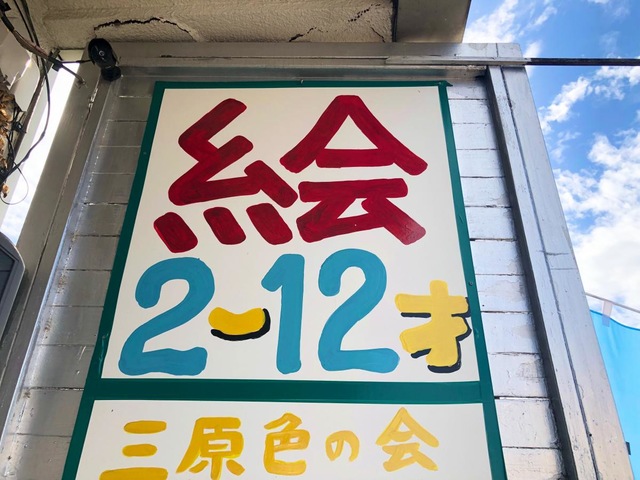 絵
2-12才
三原色の会